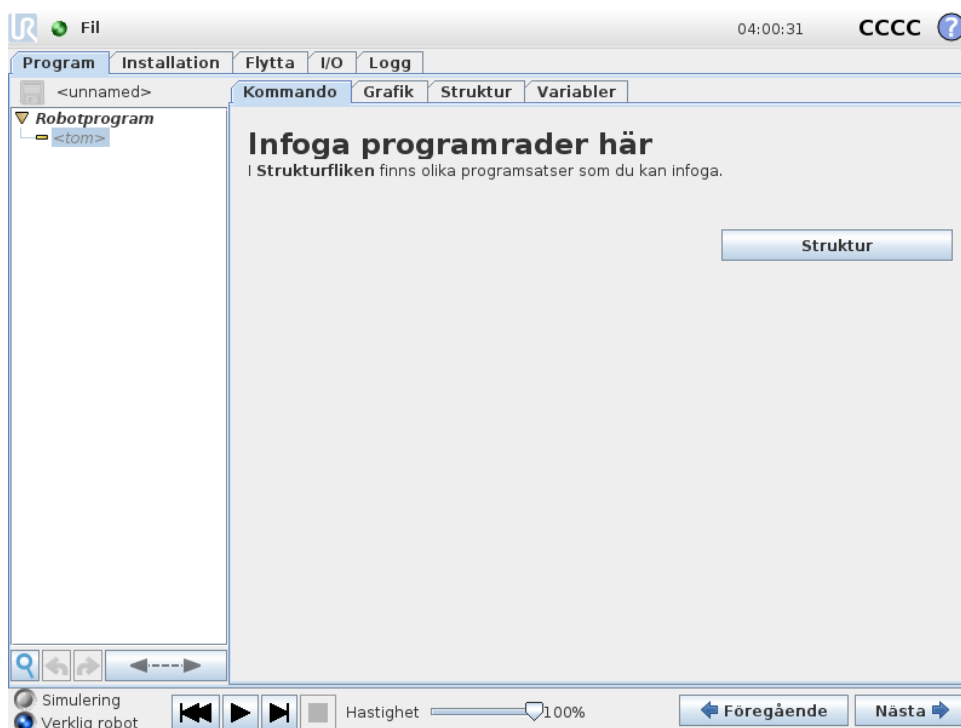 UR Fil 04:00:31 CCCC ?
Program Installation Flytta I/O Logg
<unnamed> Kommando Grafik Struktur Variabler
Robotprogram
<tom>
Infoga programrader här
I Strukturfliken finns olika programsatser som du kan infoga.
Struktur
Simulering
Verklig robot
Hastighet 100%
Föregående Nästa